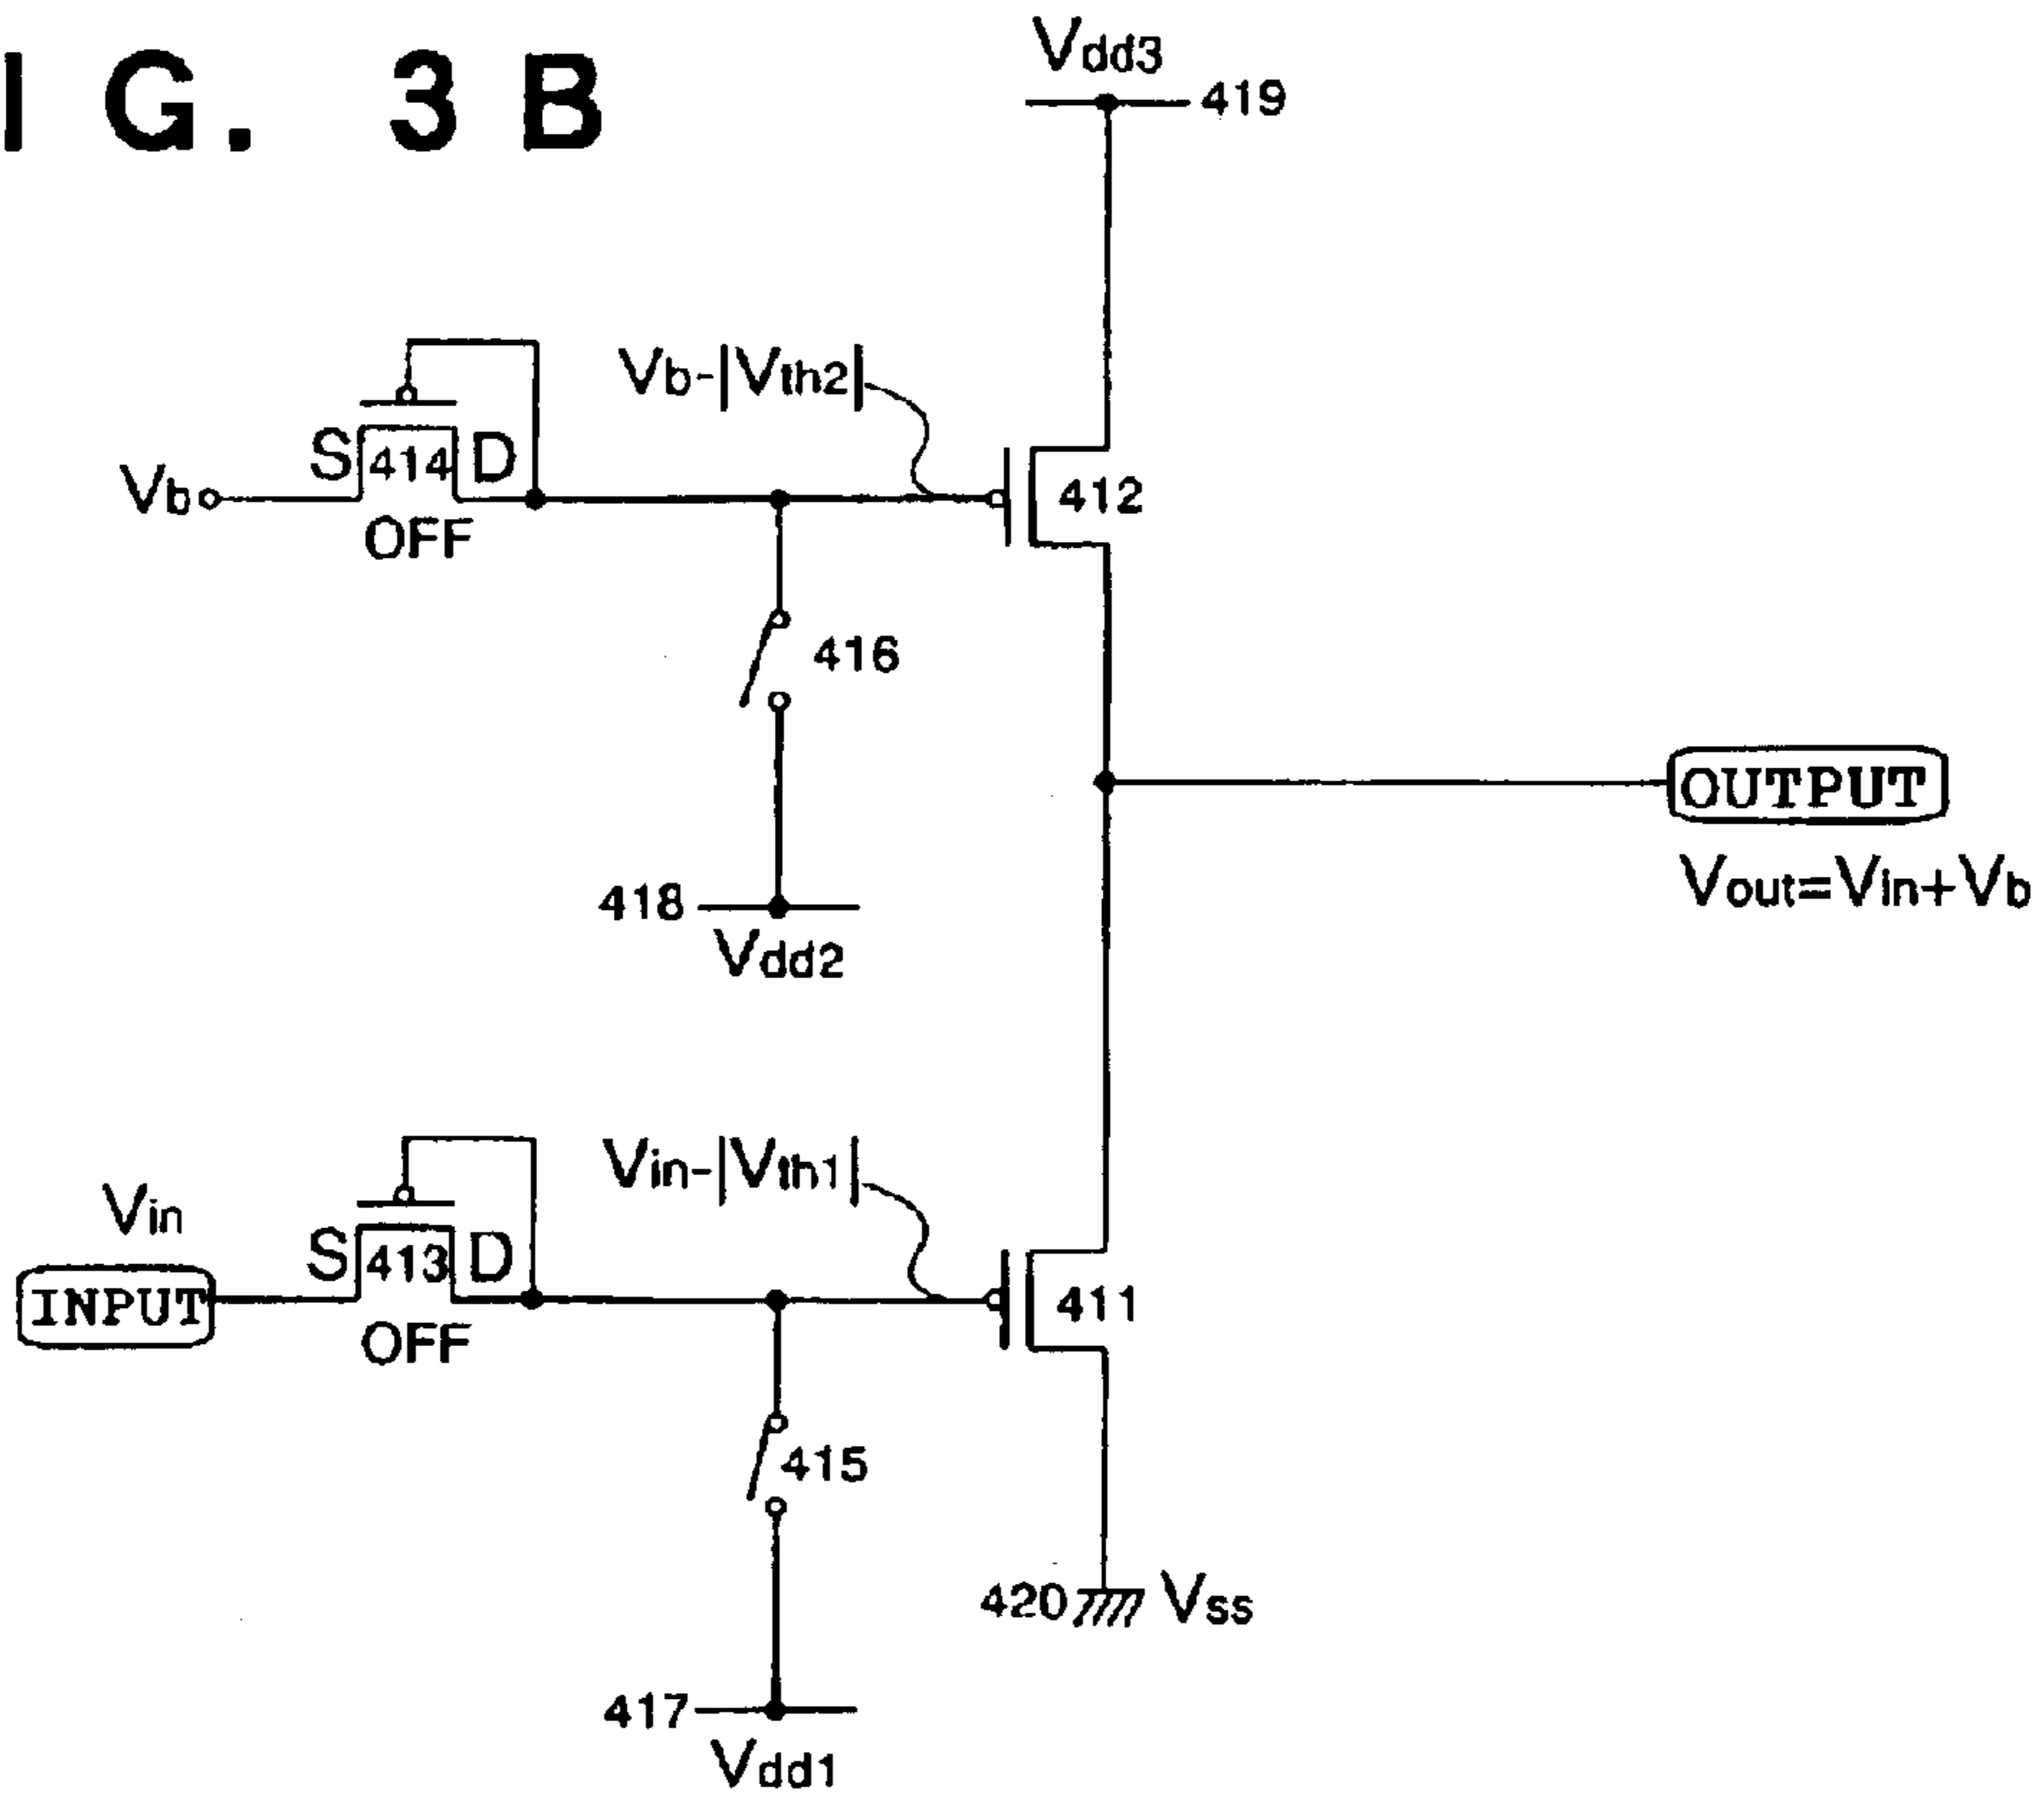 I G. 3 B
Vdd3
419
Vb-|Vth2|
S 414 D
Vb
OFF
412
416
OUTPUT
Vout=Vin+Vb
418
Vdd2
Vin-|Vth1|
Vin
S 413 D
INPUT
OFF
411
415
420 Vss
417
Vdd1